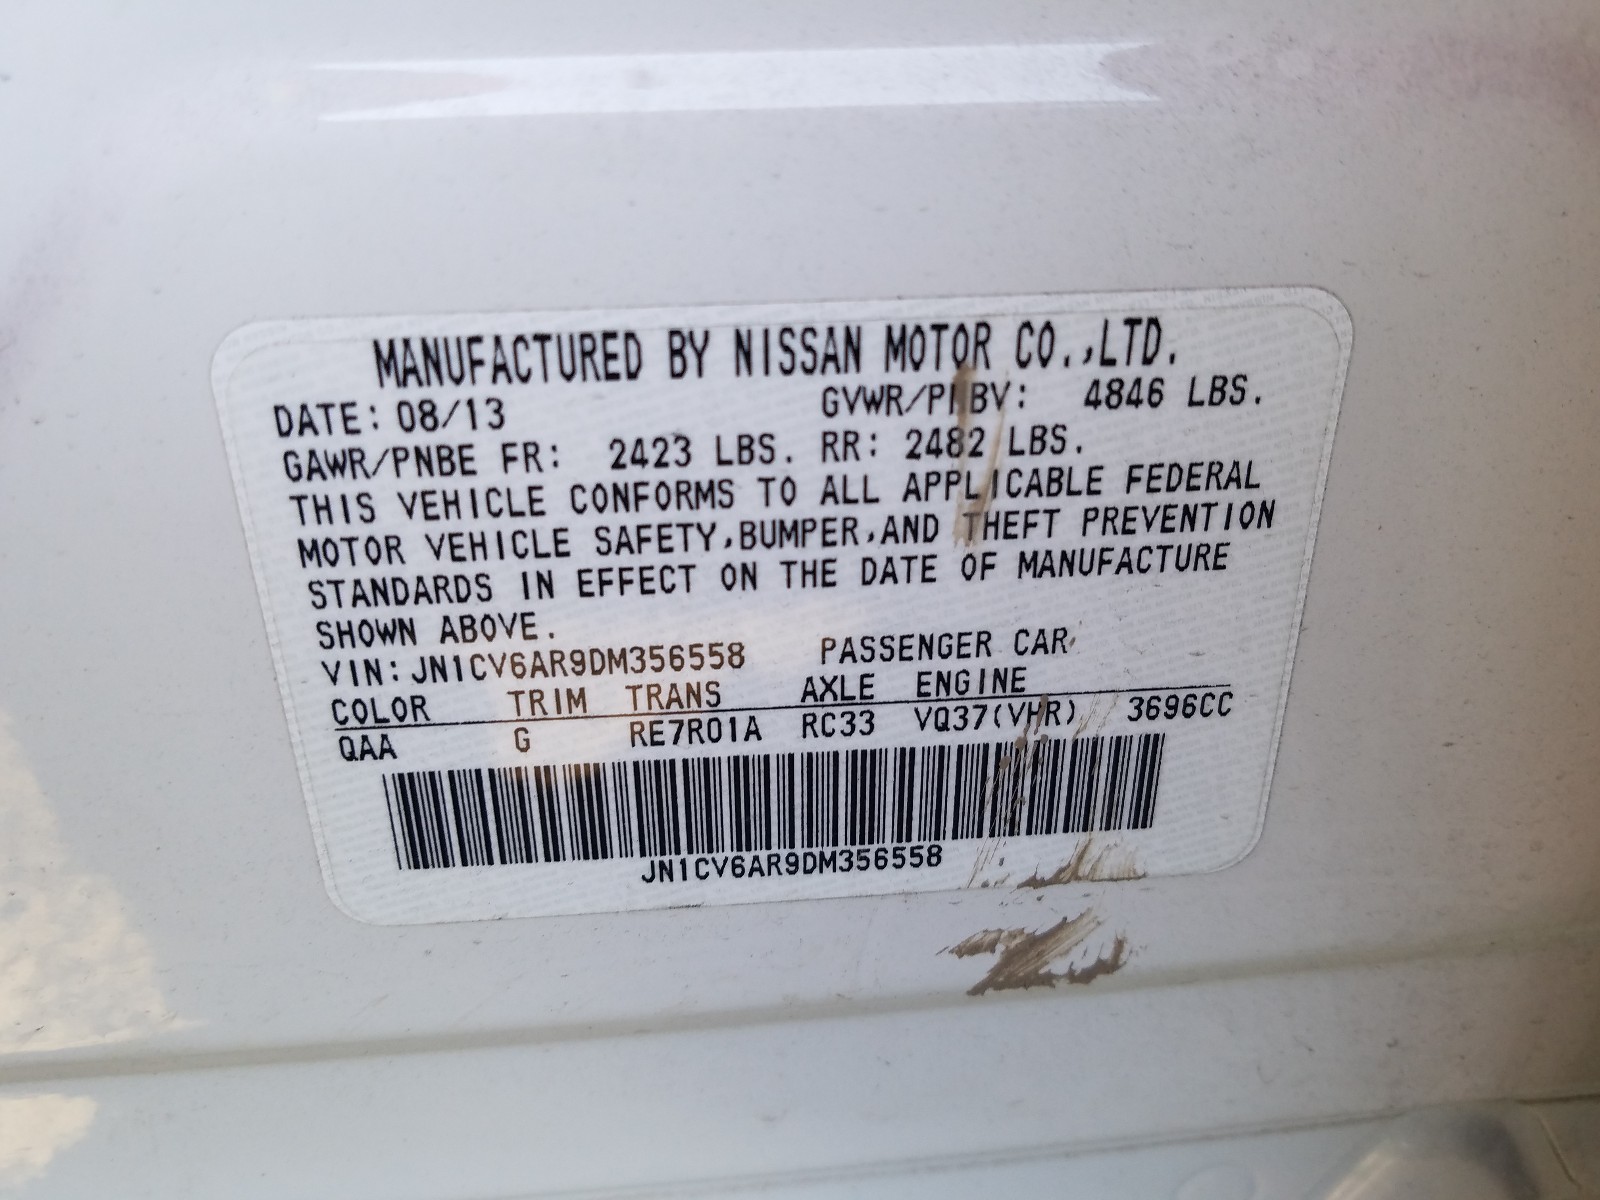 MANUFACTURED BY NISSAN MOTOR CO.,LTD.
DATE: 08/13 GVWR/PNBV: 4846 LBS.
GAWR/PNBE FR: 2423 LBS. RR: 2482 LBS.
THIS VEHICLE CONFORMS TO ALL APPLICABLE FEDERAL
MOTOR VEHICLE SAFETY,BUMPER,AND THEFT PREVENTION
STANDARDS IN EFFECT ON THE DATE OF MANUFACTURE
SHOWN ABOVE.
VIN: JN1CV6AR9DM356558 PASSENGER CAR
COLOR TRIM TRANS AXLE ENGINE
QAA G RE7R01A RC33 VQ37(VHR) 3696CC
JN1CV6AR9DM356558